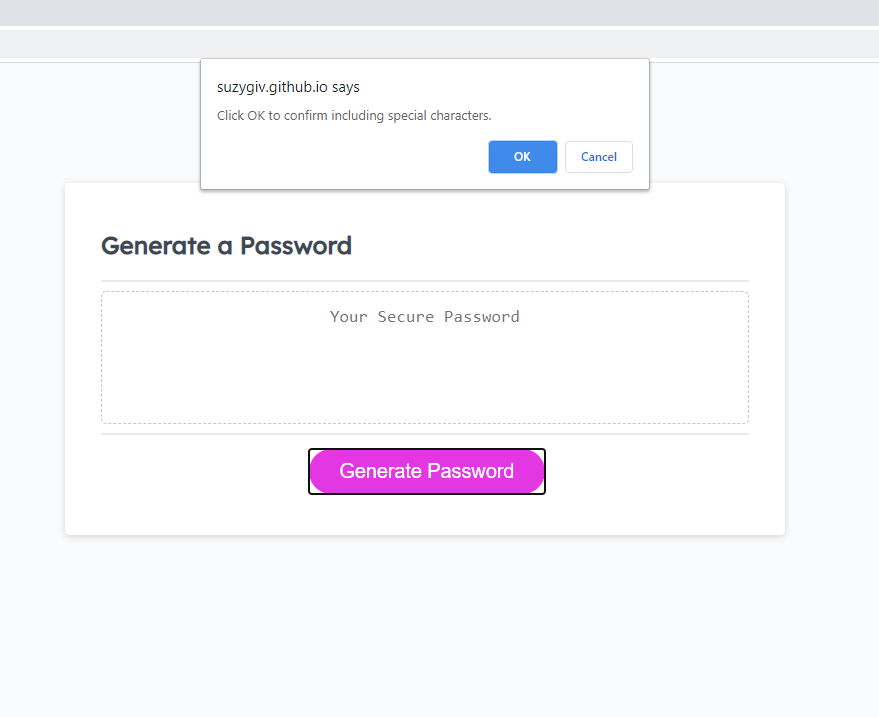 suzygiv.github.io says
Click OK to confirm including special characters.
OK Cancel
Generate a Password
Your Secure Password
Generate Password